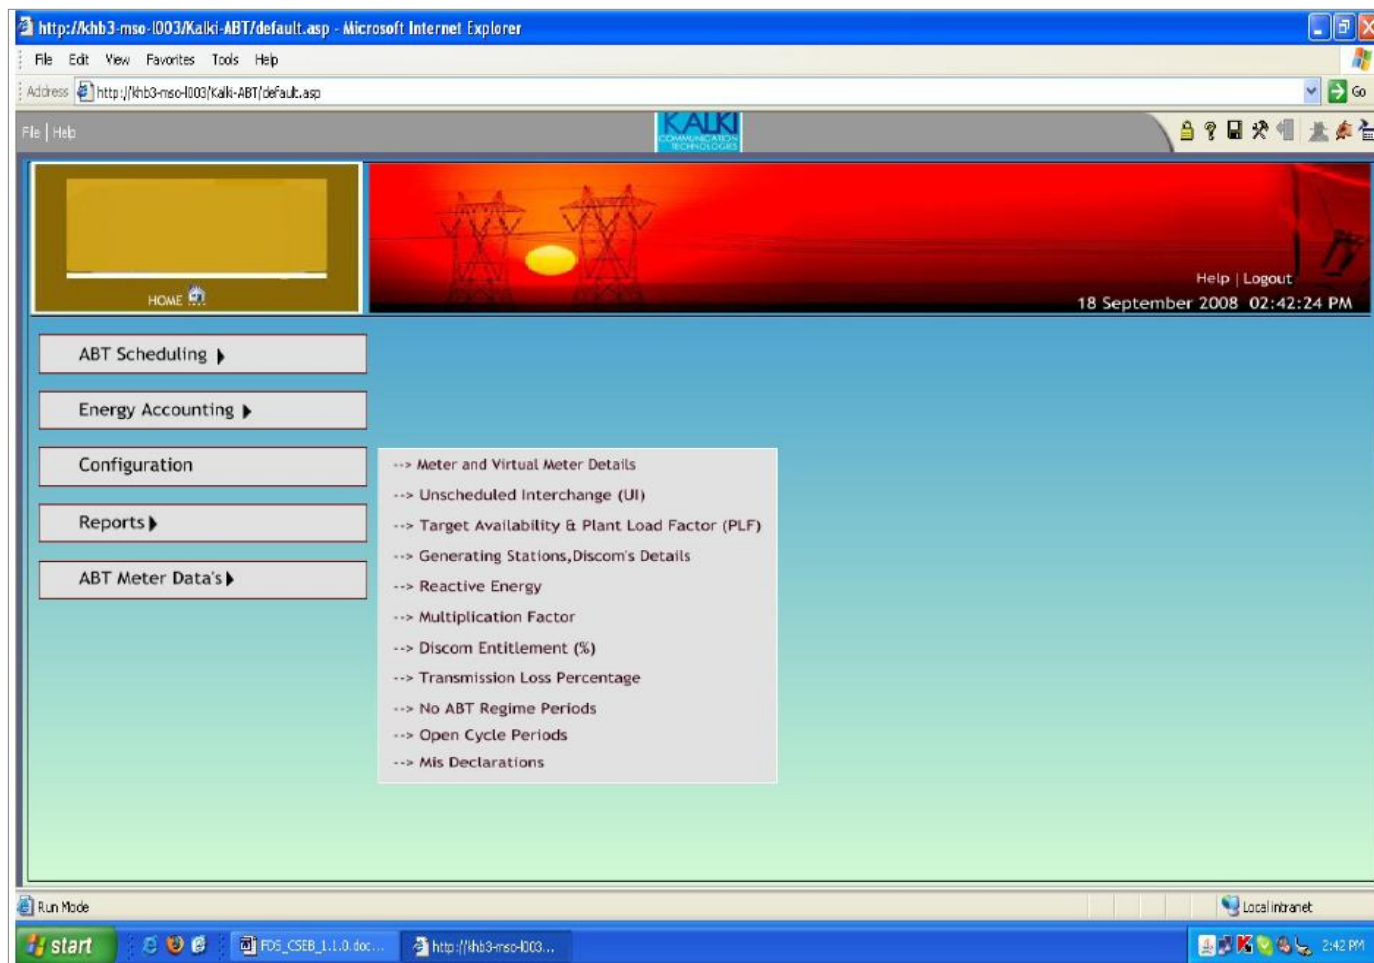 http://khb3-mso-l003/Kalki-ABT/default.asp - Microsoft Internet Explorer
File Edit View Favorites Tools Help
Address http://khb3-mso-l003/Kalki-ABT/default.asp Go
File | Help
KALKI
COMMUNICATION
TECHNOLOGIES
HOME
Help | Logout
18 September 2008 02:42:24 PM
ABT Scheduling
Energy Accounting
Configuration
Reports
ABT Meter Data's
--> Meter and Virtual Meter Details
--> Unscheduled Interchange (UI)
--> Target Availability & Plant Load Factor (PLF)
--> Generating Stations,Discom's Details
--> Reactive Energy
--> Multiplication Factor
--> Discom Entitlement (%)
--> Transmission Loss Percentage
--> No ABT Regime Periods
--> Open Cycle Periods
--> Mis Declarations
Run Mode Local intranet
start FDS_CSEB_1.1.0.doc... http://khb3-mso-l003... 2:42 PM